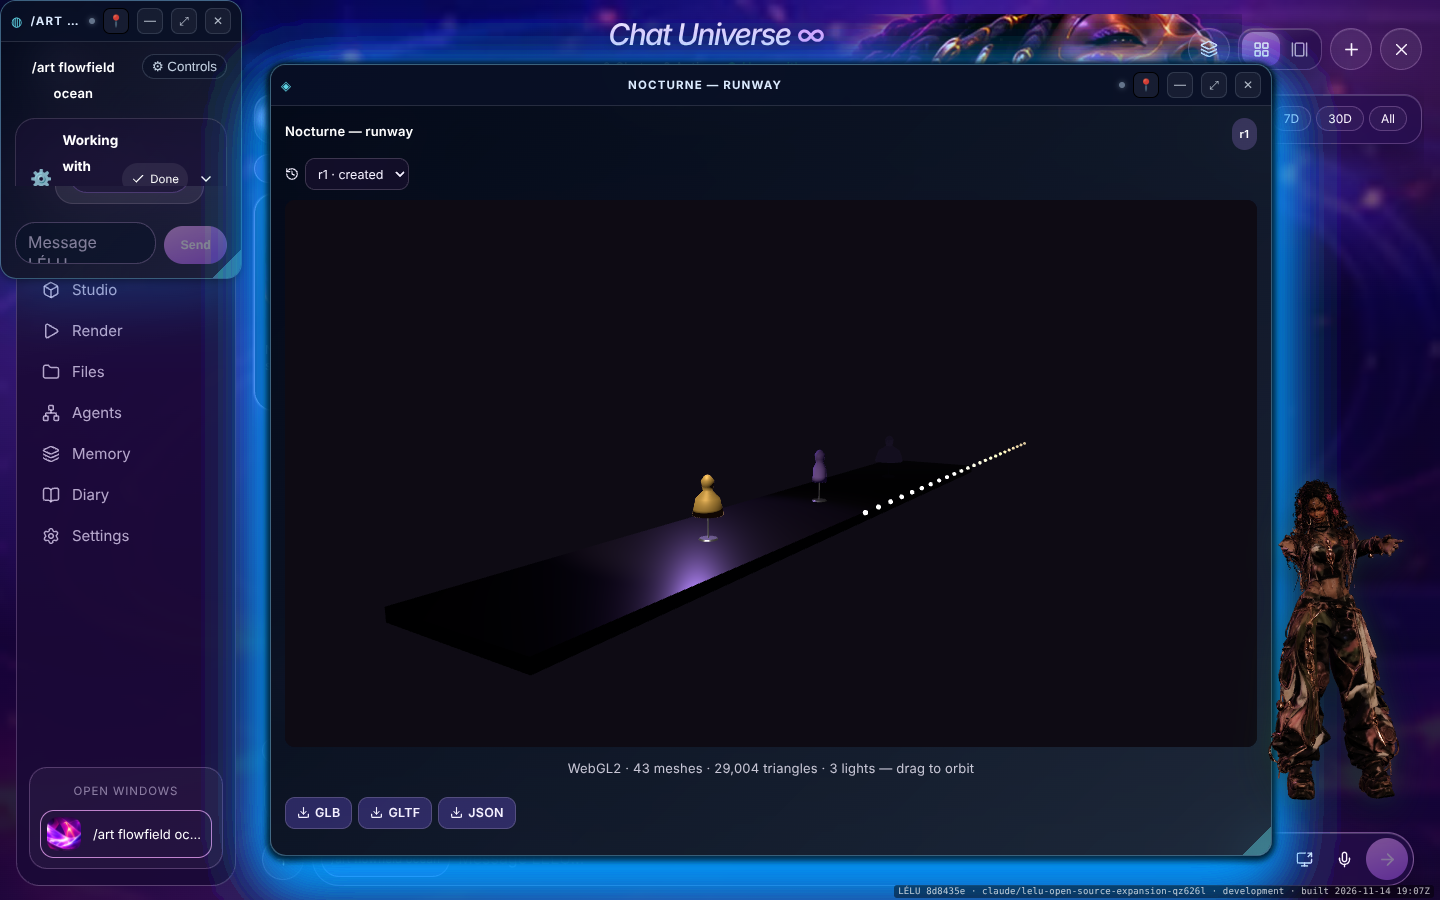 /ART ...
/art flowfield
ocean
Controls
Working
with
Done
Message
LÉLU
Send
Studio
Render
Files
Agents
Memory
Diary
Settings
OPEN WINDOWS
/art flowfield oc...
Chat Universe ∞
7D
30D
All
NOCTURNE — RUNWAY
Nocturne — runway
r1
r1 · created
WebGL2 · 43 meshes · 29,004 triangles · 3 lights — drag to orbit
GLB
GLTF
JSON
LÉLU 8d8435e · claude/lelu-open-source-expansion-qz626l · development · built 2026-11-14 19:07Z